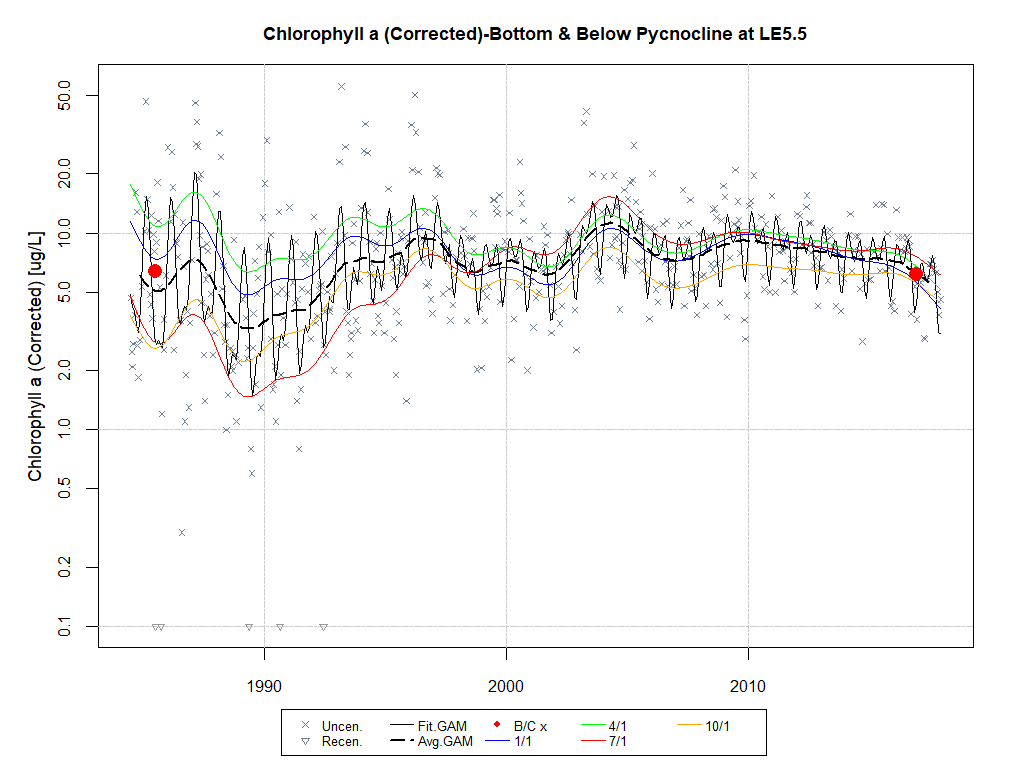 Chlorophyll a (Corrected)-Bottom & Below Pycnocline at LE5.5
Chlorophyll a (Corrected) [ug/L]
50.0
20.0
10.0
5.0
2.0
1.0
0.5
0.2
0.1
1990 2000 2010
Uncen. Fit.GAM B/C x 4/1 10/1
Recen. Avg.GAM 1/1 7/1